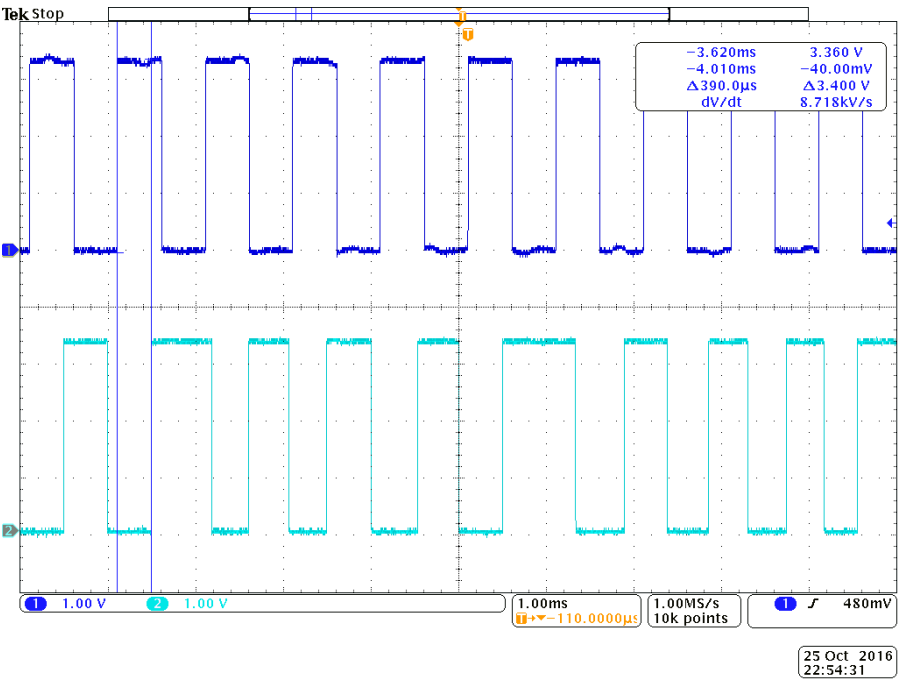 Tek Stop
T
T
−3.620ms 3.360 V
−4.010ms −40.00mV
Δ390.0μs Δ3.400 V
dV/dt 8.718kV/s
1
2
1 1.00 V 2 1.00 V
1.00ms 1.00MS/s 1 480mV
T→▼−110.0000μs 10k points
25 Oct 2016
22:54:31